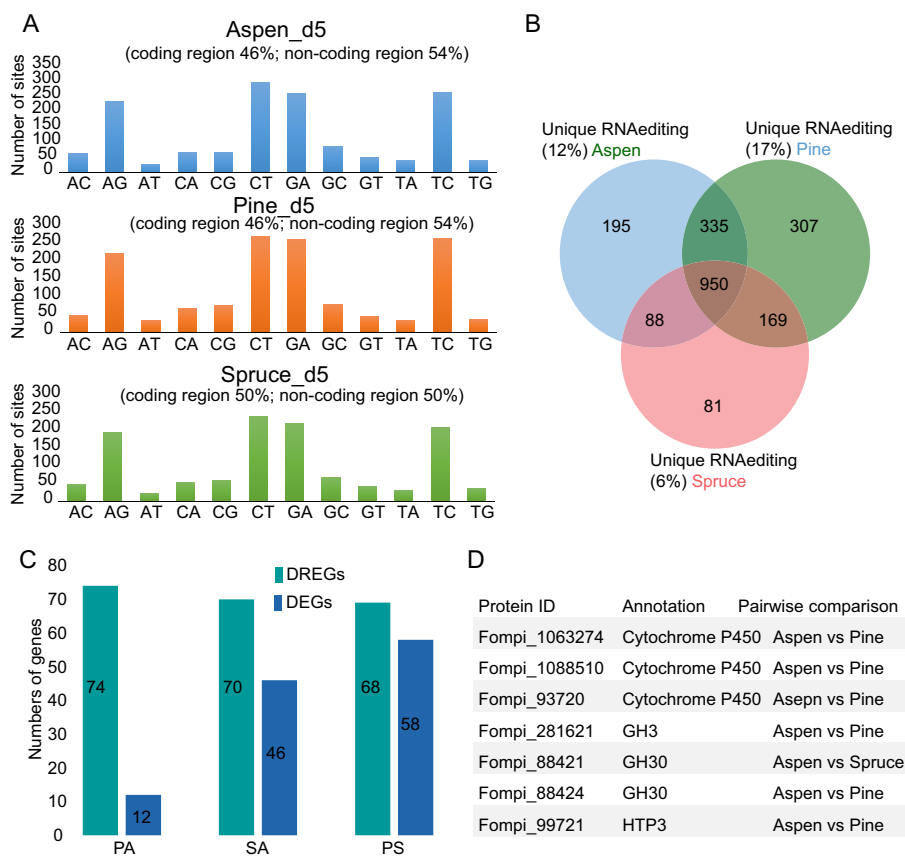 A
Aspen_d5
(coding region 46%; non-coding region 54%)
Number of sites
350
300
250
200
150
100
50
0
AC AG AT CA CG CT GA GC GT TA TC TG
Pine_d5
(coding region 46%; non-coding region 54%)
Number of sites
300
250
200
150
100
50
0
AC AG AT CA CG CT GA GC GT TA TC TG
Spruce_d5
(coding region 50%; non-coding region 50%)
Number of sites
300
250
200
150
100
50
0
AC AG AT CA CG CT GA GC GT TA TC TG
B
Unique RNAediting
(12%) Aspen
Unique RNAediting
(17%) Pine
195
335
307
950
88
169
81
Unique RNAediting
(6%) Spruce
C
Numbers of genes
80
70
60
50
40
30
20
10
0
DREGs
DEGs
74
12
70
46
68
58
PA SA PS
D
Protein ID Annotation Pairwise comparison
Fompi_1063274 Cytochrome P450 Aspen vs Pine
Fompi_1088510 Cytochrome P450 Aspen vs Pine
Fompi_93720 Cytochrome P450 Asepn vs Pine
Fompi_281621 GH3 Aspen vs Pine
Fompi_88421 GH30 Aspen vs Spruce
Fompi_88424 GH30 Aspen vs Pine
Fompi_99721 HTP3 Aspen vs Pine